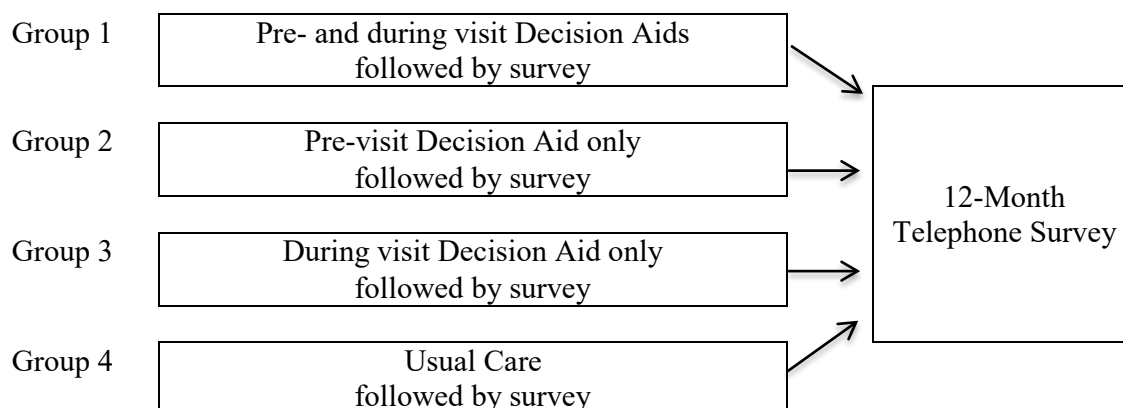 Group 1
Pre- and during visit Decision Aids
followed by survey
Group 2
Pre-visit Decision Aid only
followed by survey
12-Month
Telephone Survey
Group 3
During visit Decision Aid only
followed by survey
Group 4
Usual Care
followed by survey